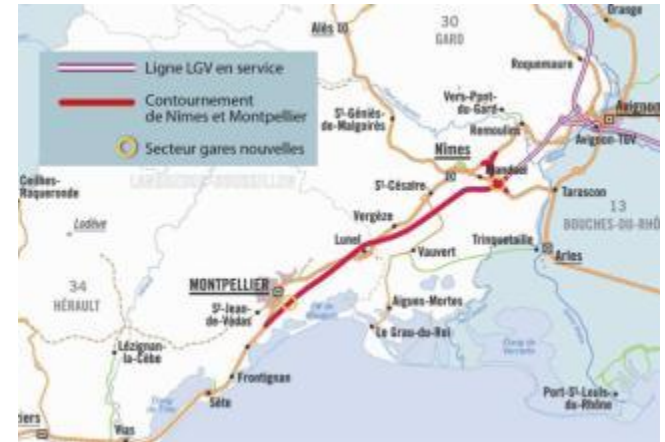 Ligne LGV en service
Contournement
de Nîmes et Montpellier
Secteur gares nouvelles
30
GARD
Alès
Orange
Roquemaure
Vers-Pont-
du-Gard
Remoulins
Avignon
Avignon-TGV
St-Géniès-
de-Malgoirès
Nîmes
Manduel
St-Césaire
Tarascon
13
BOUCHES-DU-RHÔ
Ceilhes-
Roqueronde
Lodève
Vergèze
Lunel
Vauvert
Trinquetaille
Arles
34
HÉRAULT
MONTPELLIER
St-Jean-
de-Védas
Aigues-Mortes
Le Grau-du-Roi
Lézignan-
la-Cèbe
Frontignan
Sète
Port-St-Louis-
du-Rhône
ziers
Vias